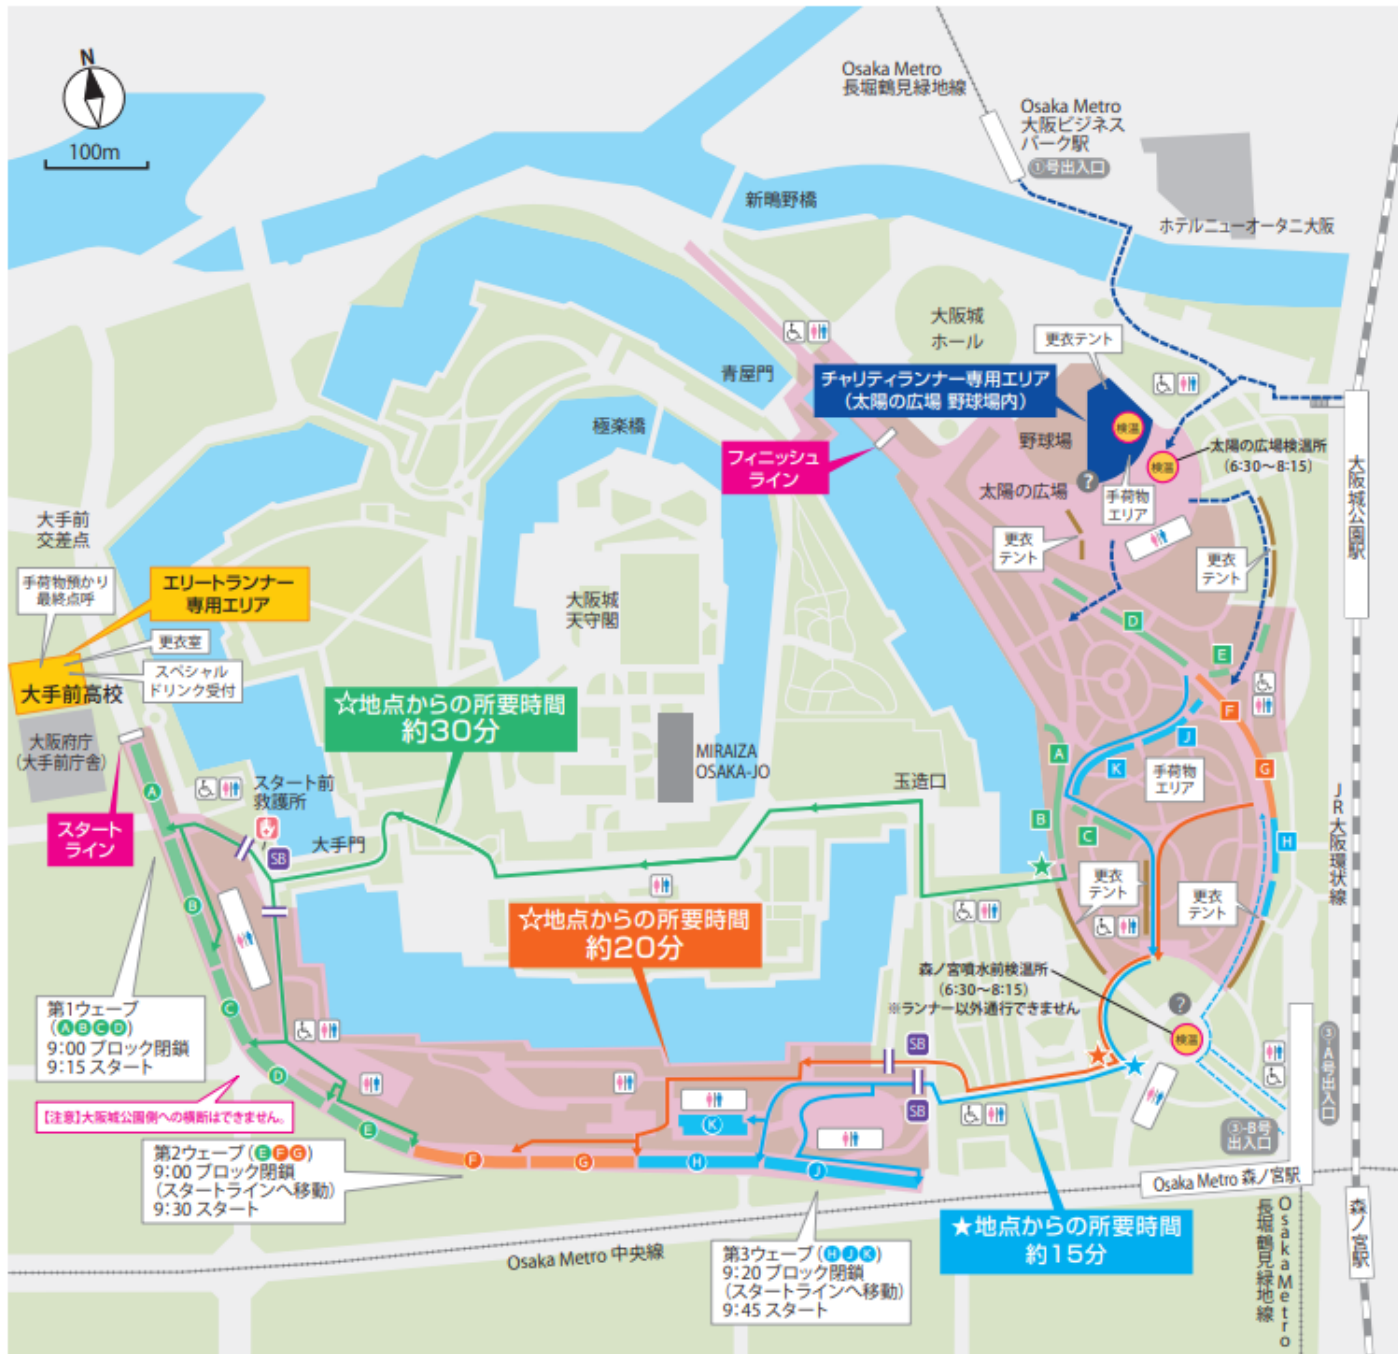 N
100m
Osaka Metro
長堀鶴見緑地線
Osaka Metro
大阪ビジネス
パーク駅
①号出入口
新鴫野橋
ホテルニューオータニ大阪
大阪城
ホール
更衣テント
青屋門
チャリティランナー専用エリア
(太陽の広場 野球場内)
極楽橋
検温
野球場
太陽の広場検温所
(6:30〜8:15)
検温
フィニッシュ
ライン
太陽の広場
?
手荷物
エリア
大阪城公園駅
大手前
交差点
更衣
テント
更衣
テント
手荷物預かり
最終点呼
エリートランナー
専用エリア
更衣室
スペシャル
ドリンク受付
大手前高校
大阪城
天守閣
D
E
F
☆地点からの所要時間
約30分
大阪府庁
(大手前庁舎)
MIRAIZA
OSAKA-JO
A
J
K
G
手荷物
エリア
玉造口
スタート前
救護所
A
スタート
ライン
SB
大手門
B
C
H
JR大阪環状線
更衣
テント
更衣
テント
B
☆地点からの所要時間
約20分
森ノ宮噴水前検温所
(6:30〜8:15)
※ランナー以外通行できません
?
検温
第1ウェーブ
(ABCD)
9:00 ブロック閉鎖
9:15 スタート
C
D
E
SB
SB
③-A号出入口
③-B号
出入口
【注意】大阪城公園側への横断はできません。
K
F
G
H
J
第2ウェーブ(EFG)
9:00 ブロック閉鎖
(スタートラインへ移動)
9:30 スタート
Osaka Metro 森ノ宮駅
Osaka Metro
長堀鶴見緑地線
森ノ宮駅
★地点からの所要時間
約15分
Osaka Metro 中央線
第3ウェーブ(HJK)
9:20 ブロック閉鎖
(スタートラインへ移動)
9:45 スタート